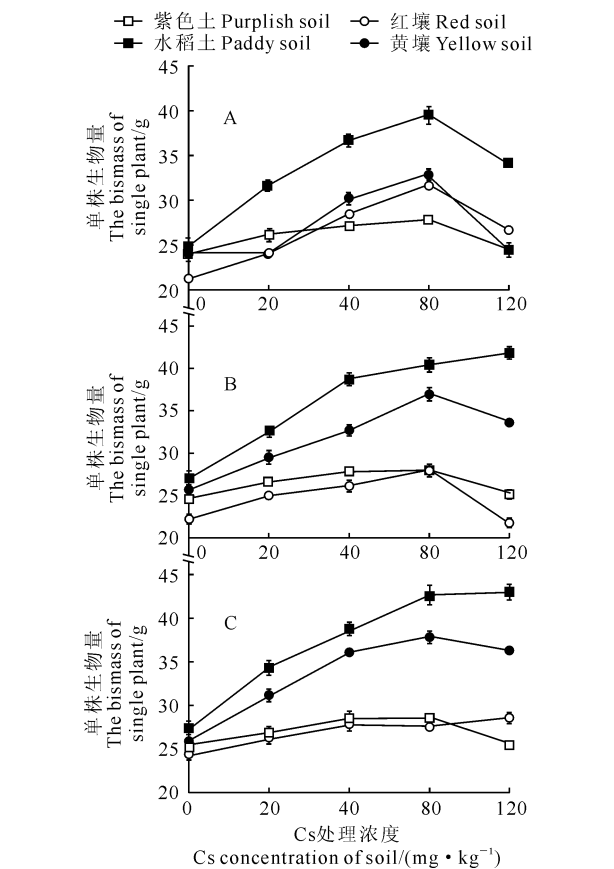 紫色土 Purplish soil 红壤 Red soil
水稻土 Paddy soil 黄壤 Yellow soil
45
40
35
30
25
20
A
单株生物量
The bismass of
single plant/g
0 20 40 80 120
45
40
35
30
25
20
B
单株生物量
The bismass of
single plant/g
0 20 40 80 120
45
40
35
30
25
20
C
单株生物量
The bismass of
single plant/g
0 20 40 80 120
Cs处理浓度
Cs concentration of soil/(mg·kg⁻¹)